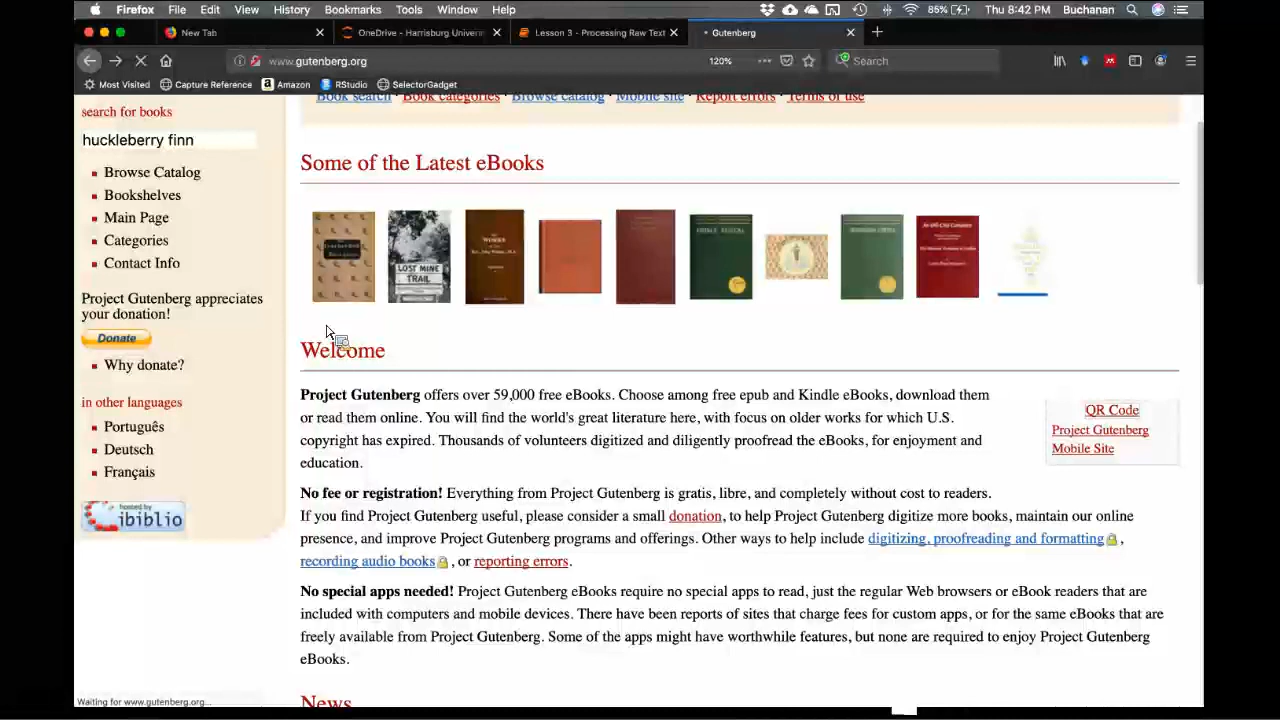 Firefox File Edit View History Bookmarks Tools Window Help 86% Thu 8:42 PM Buchanan
New Tab OneDrive - Harrisburg Univers Lesson 3 - Processing Raw Text Gutenberg
www.gutenberg.org 120% Search
Most Visited Capture Reference Amazon RStudio SelectorGadget
Book search · Book categories · Browse catalog · Mobile site · Report errors · Terms of use
search for books
huckleberry finn
Browse Catalog
Bookshelves
Main Page
Categories
Contact Info
Project Gutenberg appreciates
your donation!
Donate
Why donate?
in other languages
Português
Deutsch
Français
hosted by
ibiblio
Some of the Latest eBooks
LOST MINE
TRAIL
Welcome
Project Gutenberg offers over 59,000 free eBooks. Choose among free epub and Kindle eBooks, download them
or read them online. You will find the world's great literature here, with focus on older works for which U.S.
copyright has expired. Thousands of volunteers digitized and diligently proofread the eBooks, for enjoyment and
education.
QR Code
Project Gutenberg
Mobile Site
No fee or registration! Everything from Project Gutenberg is gratis, libre, and completely without cost to readers.
If you find Project Gutenberg useful, please consider a small donation, to help Project Gutenberg digitize more books, maintain our online
presence, and improve Project Gutenberg programs and offerings. Other ways to help include digitizing, proofreading and formatting ,
recording audio books , or reporting errors.
No special apps needed! Project Gutenberg eBooks require no special apps to read, just the regular Web browsers or eBook readers that are
included with computers and mobile devices. There have been reports of sites that charge fees for custom apps, or for the same eBooks that are
freely available from Project Gutenberg. Some of the apps might have worthwhile features, but none are required to enjoy Project Gutenberg
eBooks.
News
Waiting for www.gutenberg.org...